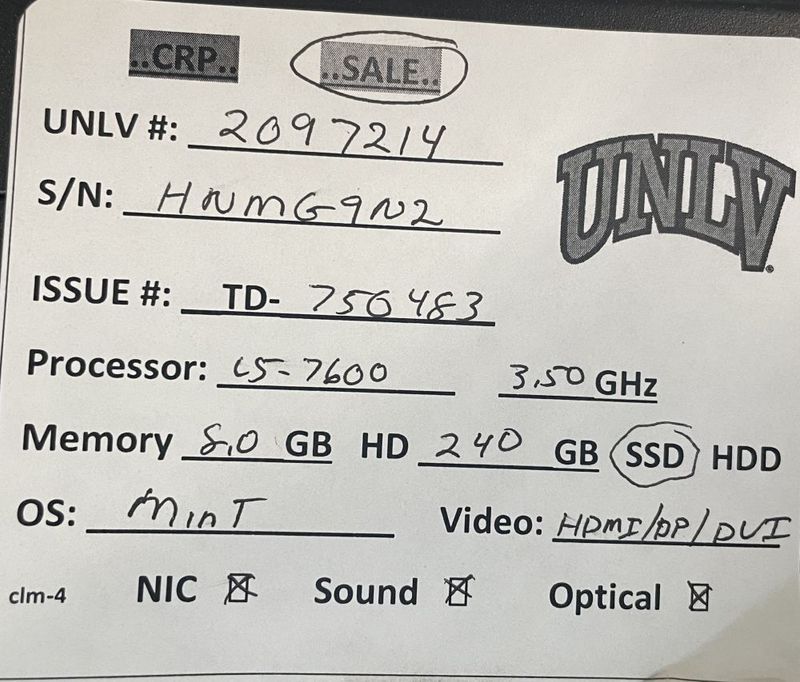 ..CRP.. ..SALE..
UNLV #: 2097214
UNLV
S/N: HNMG9N2
ISSUE #: TD- 756483
Processor: i5-7600 3.50 GHz
Memory 8.0 GB HD 240 GB SSD HDD
OS: MinT Video: HDMI/DP/DVI
clm-4 NIC ☒ Sound ☒ Optical ☒